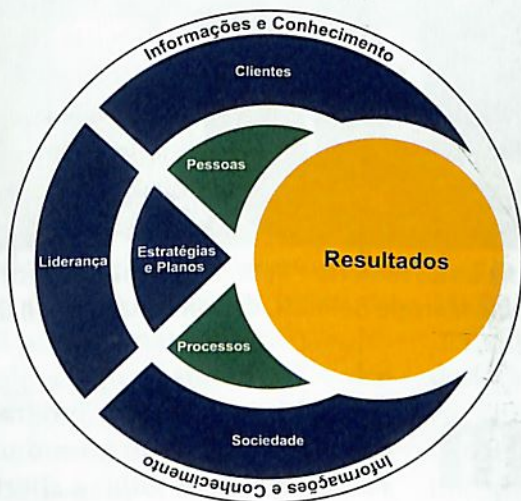 Informações e Conhecimento
Clientes
Pessoas
Liderança
Estratégias
e Planos
Resultados
Processos
Sociedade
Informações e Conhecimento